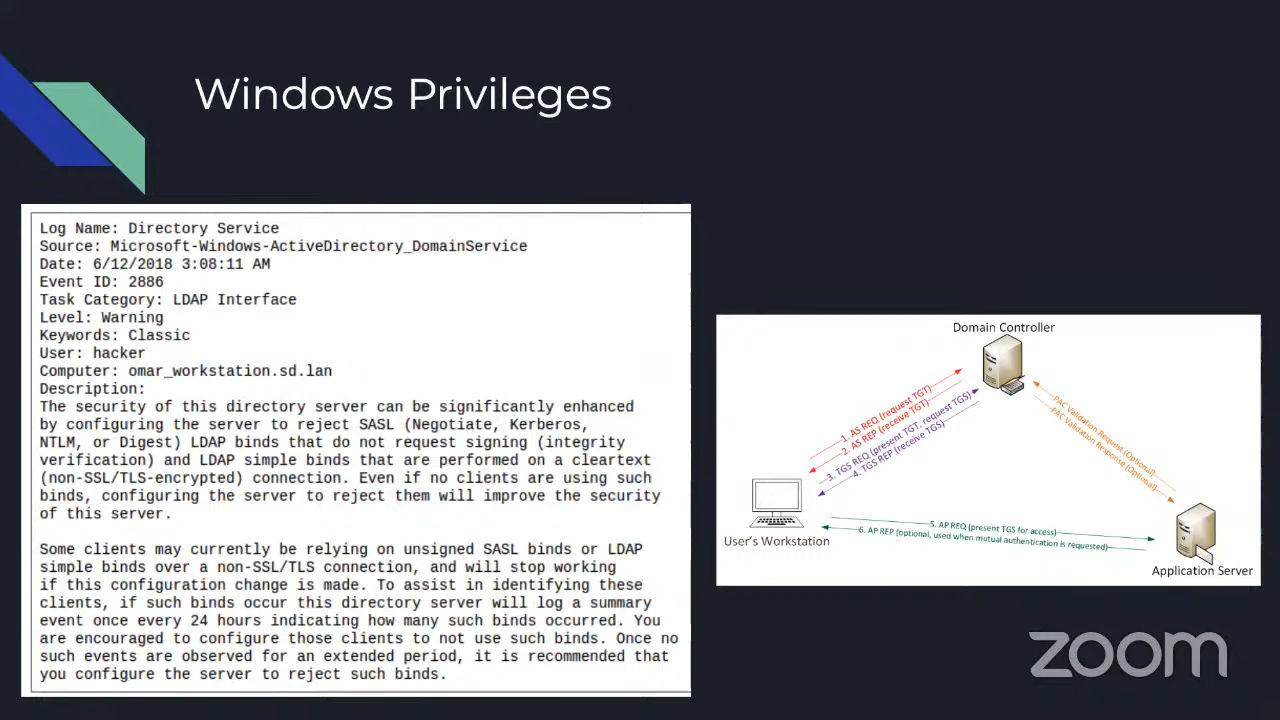 Windows Privileges
Log Name: Directory Service
Source: Microsoft-Windows-ActiveDirectory_DomainService
Date: 6/12/2018 3:08:11 AM
Event ID: 2886
Task Category: LDAP Interface
Level: Warning
Keywords: Classic
User: hacker
Computer: omar_workstation.sd.lan
Description:
The security of this directory server can be significantly enhanced
by configuring the server to reject SASL (Negotiate, Kerberos,
NTLM, or Digest) LDAP binds that do not request signing (integrity
verification) and LDAP simple binds that are performed on a cleartext
(non-SSL/TLS-encrypted) connection. Even if no clients are using such
binds, configuring the server to reject them will improve the security
of this server.
Some clients may currently be relying on unsigned SASL binds or LDAP
simple binds over a non-SSL/TLS connection, and will stop working
if this configuration change is made. To assist in identifying these
clients, if such binds occur this directory server will log a summary
event once every 24 hours indicating how many such binds occurred. You
are encouraged to configure those clients to not use such binds. Once no
such events are observed for an extended period, it is recommended that
you configure the server to reject such binds.
Domain Controller
1. AS REQ (request TGT)
2. AS REP (receive TGT)
3. TGS REQ (present TGT, request TGS)
4. TGS REP (receive TGS)
PAC Validation Request (Optional)
PAC Validation Response (Optional)
5. AP REQ (present TGS for access)
6. AP REP (optional, used when mutual authentication is requested)
User's Workstation
Application Server
zoom